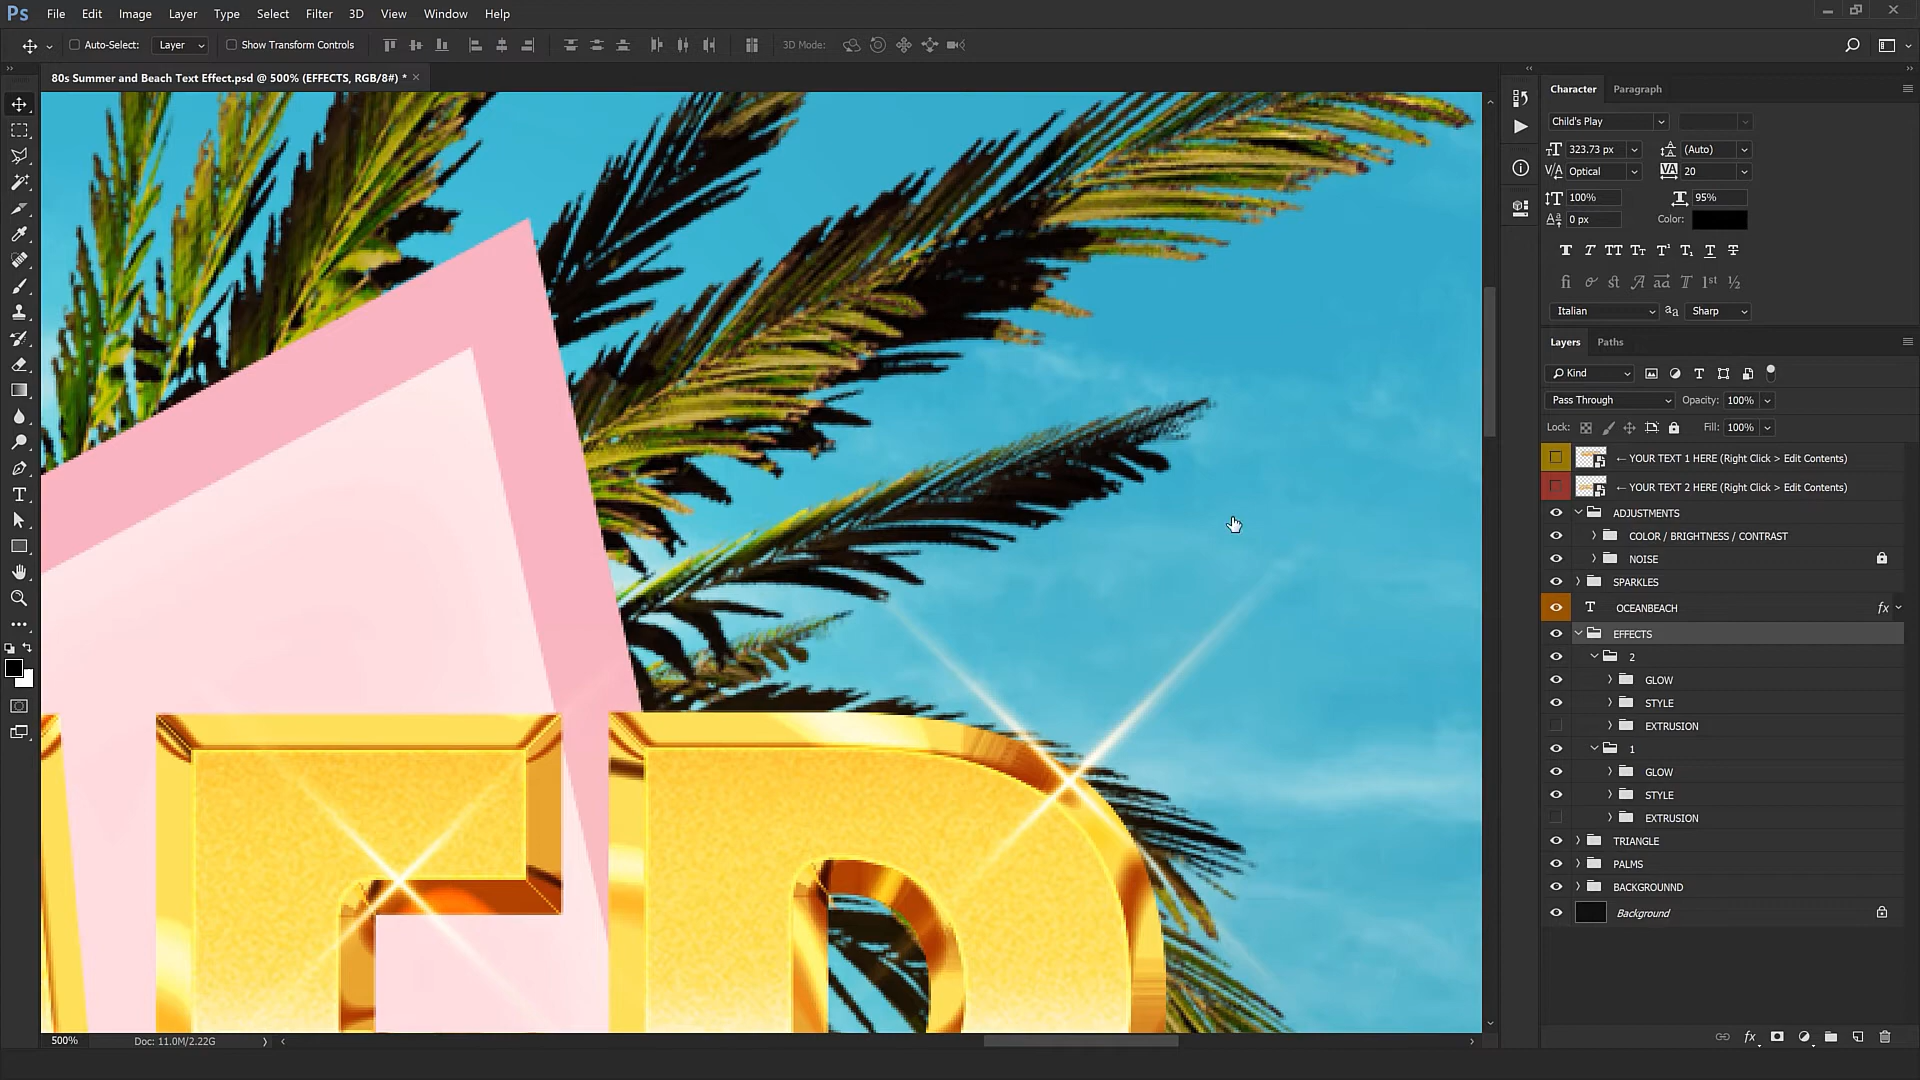 Ps File Edit Image Layer Type Select Filter 3D View Window Help
Auto-Select: Layer Show Transform Controls 3D Mode:
80s Summer and Beach Text Effect.psd @ 500% (EFFECTS, RGB/8#) * ×
Character Paragraph
Child's Play
323.73 px (Auto)
Optical 20
100% 95%
0 px Color:
Italian Sharp
Layers Paths
Kind
Pass Through Opacity: 100%
Lock: Fill: 100%
← YOUR TEXT 1 HERE (Right Click > Edit Contents)
← YOUR TEXT 2 HERE (Right Click > Edit Contents)
ADJUSTMENTS
COLOR / BRIGHTNESS / CONTRAST
NOISE
SPARKLES
OCEANBEACH fx
EFFECTS
2
GLOW
STYLE
EXTRUSION
1
GLOW
STYLE
EXTRUSION
TRIANGLE
PALMS
BACKGROUNND
Background
500% Doc: 11.0M/2.22G